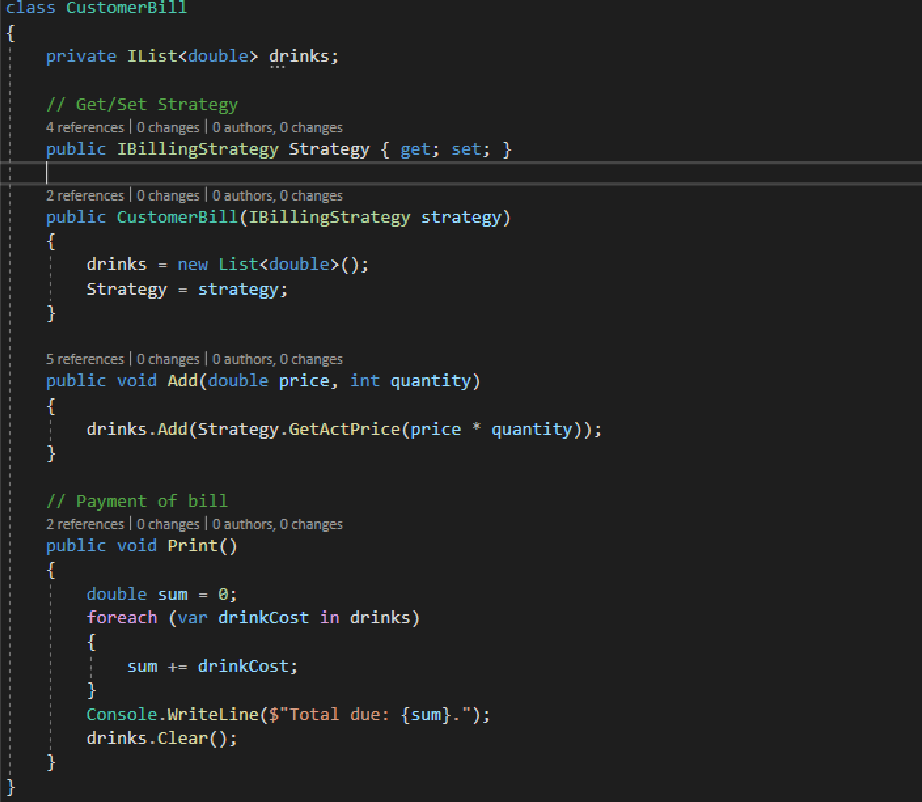 class CustomerBill
{
private IList<double> drinks;
// Get/Set Strategy
4 references | 0 changes | 0 authors, 0 changes
public IBillingStrategy Strategy { get; set; }
2 references | 0 changes | 0 authors, 0 changes
public CustomerBill(IBillingStrategy strategy)
{
drinks = new List<double>();
Strategy = strategy;
}
5 references | 0 changes | 0 authors, 0 changes
public void Add(double price, int quantity)
{
drinks.Add(Strategy.GetActPrice(price * quantity));
}
// Payment of bill
2 references | 0 changes | 0 authors, 0 changes
public void Print()
{
double sum = 0;
foreach (var drinkCost in drinks)
{
sum += drinkCost;
}
Console.WriteLine($"Total due: {sum}.");
drinks.Clear();
}
}